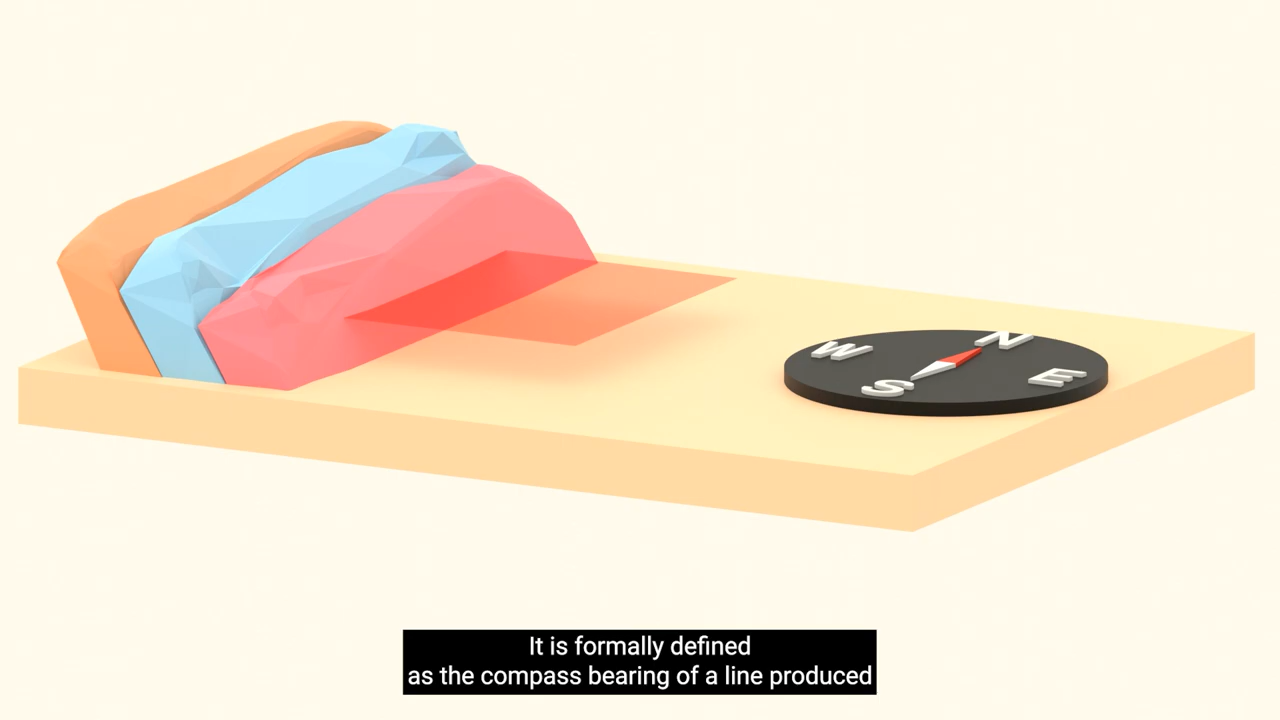 N
W
E
S
It is formally defined
as the compass bearing of a line produced